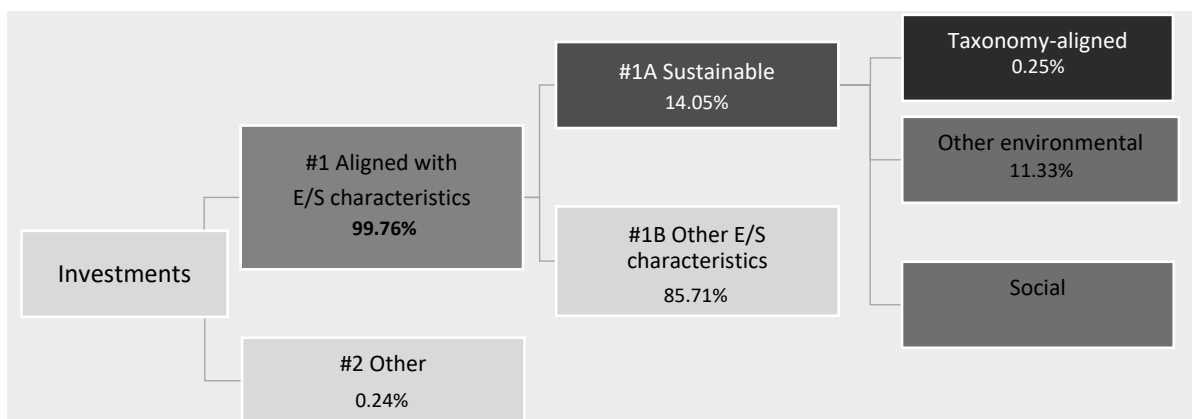 Investments
#1 Aligned with
E/S characteristics
99.76%
#2 Other
0.24%
#1A Sustainable
14.05%
#1B Other E/S
characteristics
85.71%
Taxonomy-aligned
0.25%
Other environmental
11.33%
Social